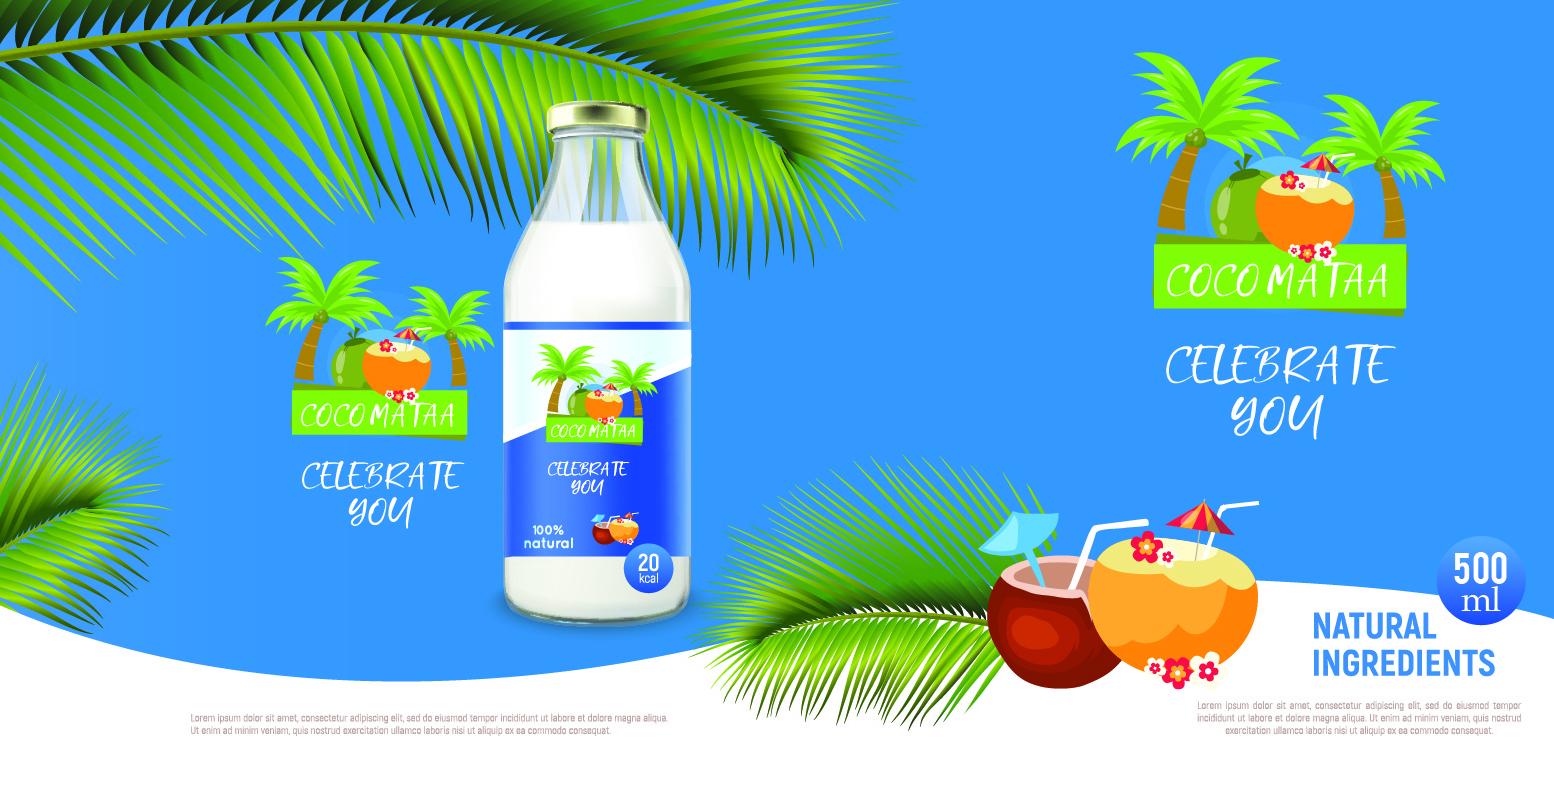 COCO MATAA
CELEBRATE
YOU
COCO MATAA
CELEBRATE
YOU
100%
natural
20
kcal
COCO MATAA
CELEBRATE
YOU
500
ml
NATURAL
INGREDIENTS
Lorem ipsum dolor sit amet, consectetur adipiscing elit, sed do eiusmod tempor incididunt ut labore et dolore magna aliqua.
Ut enim ad minim veniam, quis nostrud exercitation ullamco laboris nisi ut aliquip ex ea commodo consequat.
Lorem ipsum dolor sit amet, consectetur adipiscing elit, sed do eiusmod tempor
incididunt ut labore et dolore magna aliqua. Ut enim ad minim veniam, quis nostrud
exercitation ullamco laboris nisi ut aliquip ex ea commodo consequat.